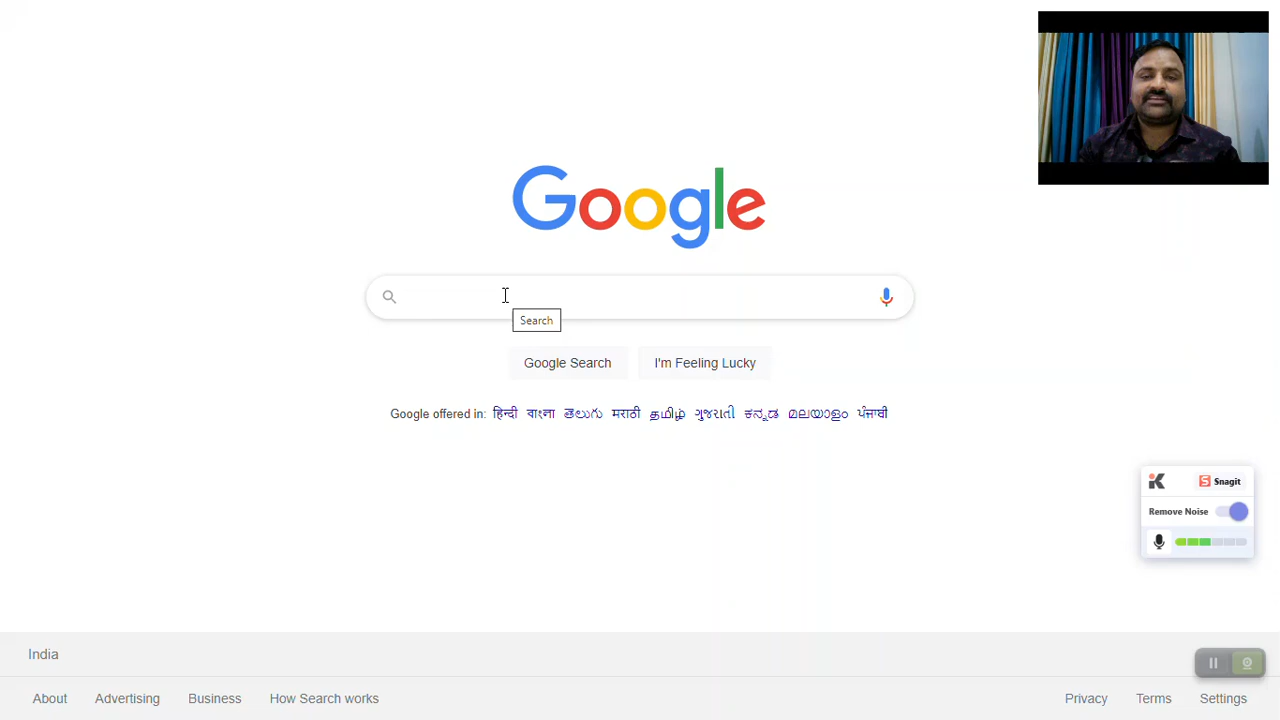 Google
Search
Google Search
I'm Feeling Lucky
Google offered in: हिन्दी বাংলা తెలుగు मराठी தமிழ் ગુજરાતી ಕನ್ನಡ മലയാളം ਪੰਜਾਬੀ
Snagit
Remove Noise
India
About Advertising Business How Search works Privacy Terms Settings